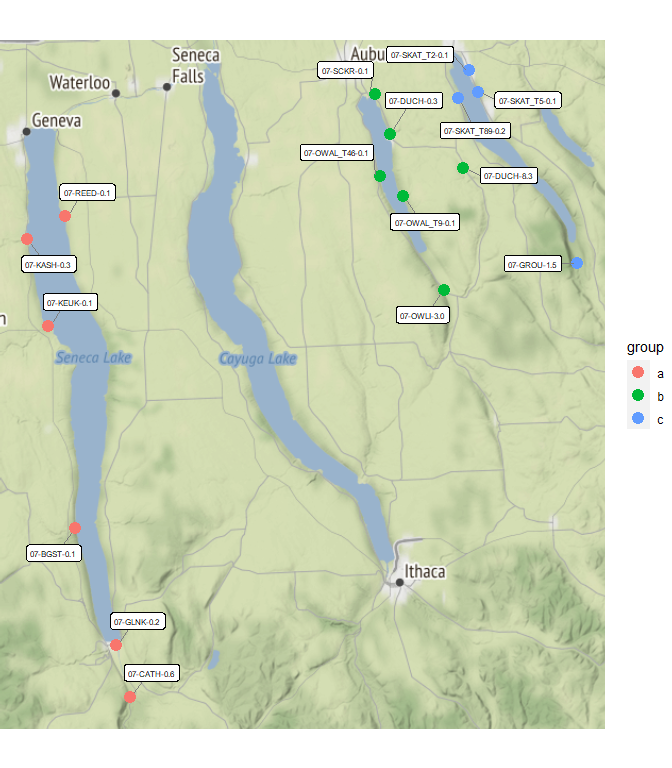 Seneca
Falls
Aubu
07-SKAT_T2-0.1
07-SCKR-0.1
Waterloo
07-DUCH-0.3
07-SKAT_T5-0.1
Geneva
07-SKAT_T89-0.2
07-OWAL_T46-0.1
07-DUCH-8.3
07-REED-0.1
07-OWAL_T9-0.1
07-KASH-0.3
07-GROU-1.5
07-KEUK-0.1
07-OWLI-3.0
n
Seneca Lake
Cayuga Lake
group
a
b
c
07-BGST-0.1
Ithaca
07-GLNK-0.2
07-CATH-0.6